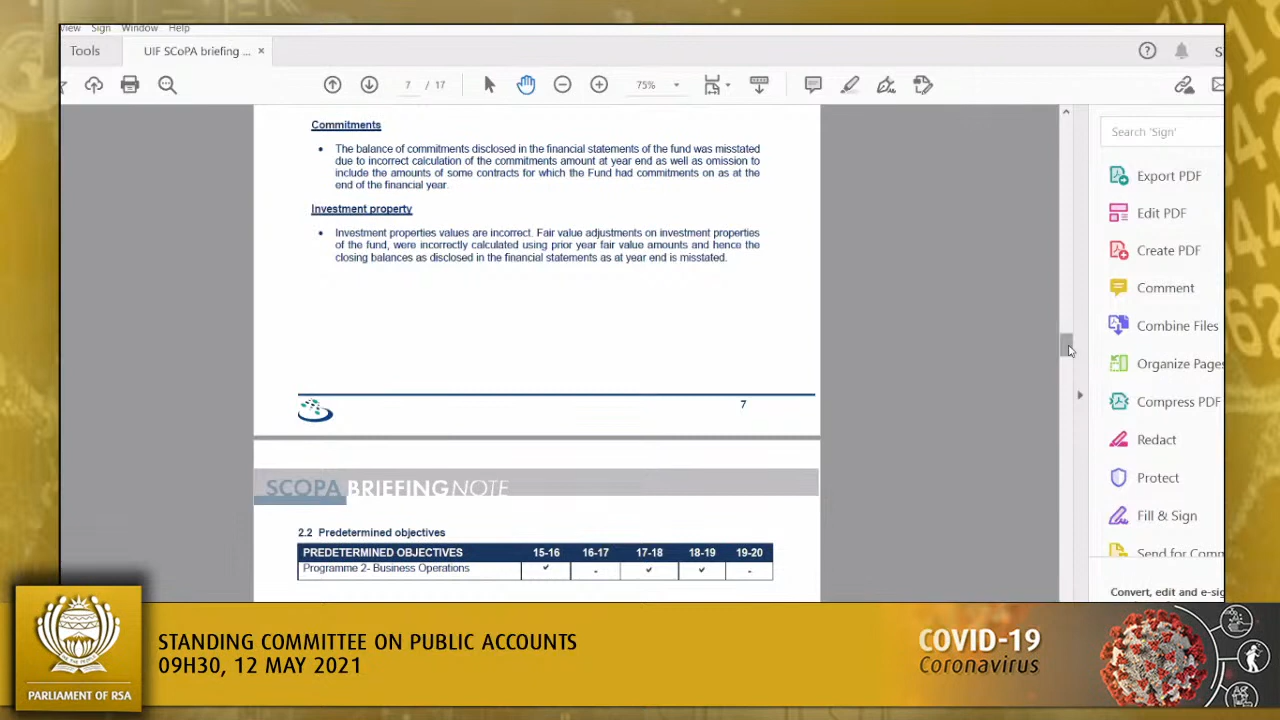 View Sign Window Help
Tools UIF SCoPA briefing ... ×
7 / 17 75%
Search 'Sign'
Commitments
• The balance of commitments disclosed in the financial statements of the fund was misstated
due to incorrect calculation of the commitments amount at year end as well as omission to
include the amounts of some contracts for which the Fund had commitments on as at the
end of the financial year.
Investment property
• Investment properties values are incorrect. Fair value adjustments on investment properties
of the fund, were incorrectly calculated using prior year fair value amounts and hence the
closing balances as disclosed in the financial statements as at year end is misstated.
7
SCOPA BRIEFING NOTE
2.2 Predetermined objectives
PREDETERMINED OBJECTIVES 15-16 16-17 17-18 18-19 19-20
Programme 2- Business Operations ✓ - ✓ ✓ -
Export PDF
Edit PDF
Create PDF
Comment
Combine Files
Organize Pages
Compress PDF
Redact
Protect
Fill & Sign
Send for Comm
Convert, edit and e-sig
PARLIAMENT OF RSA
STANDING COMMITTEE ON PUBLIC ACCOUNTS
09H30, 12 MAY 2021
COVID-19
Coronavirus